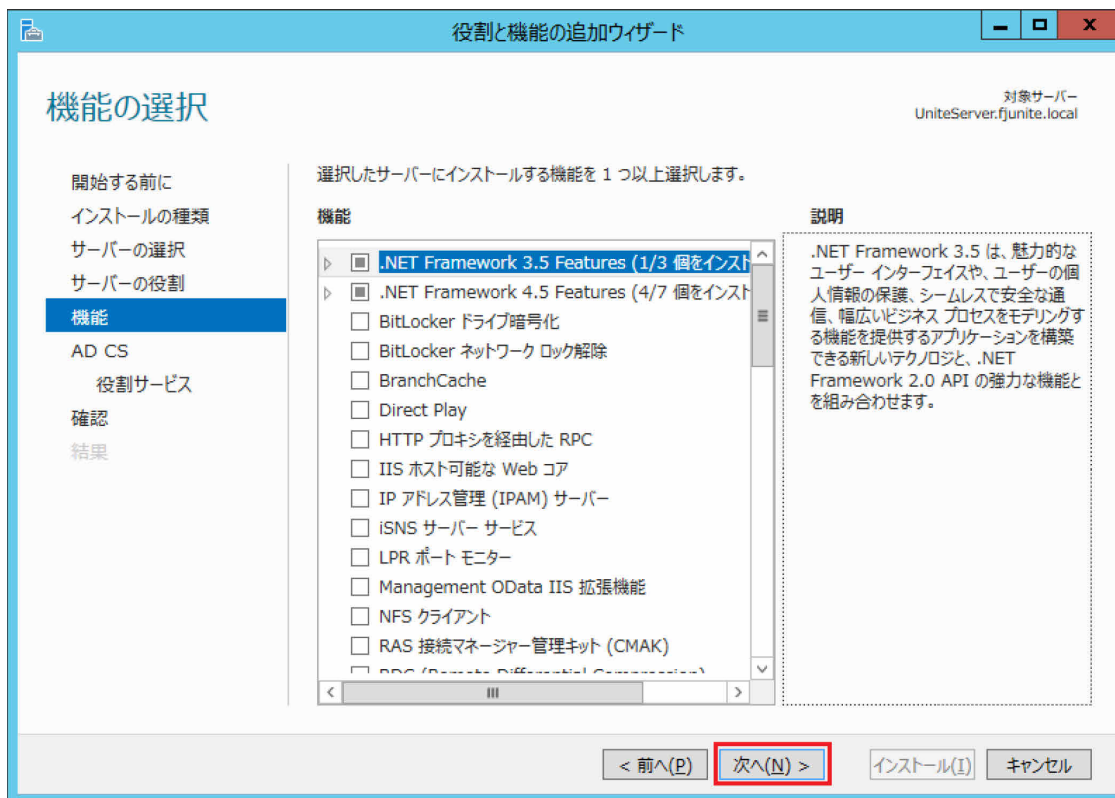 役割と機能の追加ウィザード
機能の選択
対象サーバー
UniteServer.fjunite.local
開始する前に
インストールの種類
サーバーの選択
サーバーの役割
機能
AD CS
役割サービス
確認
結果
選択したサーバーにインストールする機能を 1 つ以上選択します。
機能
.NET Framework 3.5 Features (1/3 個をインスト
.NET Framework 4.5 Features (4/7 個をインスト
BitLocker ドライブ暗号化
BitLocker ネットワーク ロック解除
BranchCache
Direct Play
HTTP プロキシを経由した RPC
IIS ホスト可能な Web コア
IP アドレス管理 (IPAM) サーバー
iSNS サーバー サービス
LPR ポート モニター
Management OData IIS 拡張機能
NFS クライアント
RAS 接続マネージャー管理キット (CMAK)
RDC (Remote Differential Compression)
説明
.NET Framework 3.5 は、魅力的な
ユーザー インターフェイスや、ユーザーの個
人情報の保護、シームレスで安全な通
信、幅広いビジネス プロセスをモデリングす
る機能を提供するアプリケーションを構築
できる新しいテクノロジと、.NET
Framework 2.0 API の強力な機能と
を組み合わせます。
< 前へ(P)
次へ(N) >
インストール(I)
キャンセル